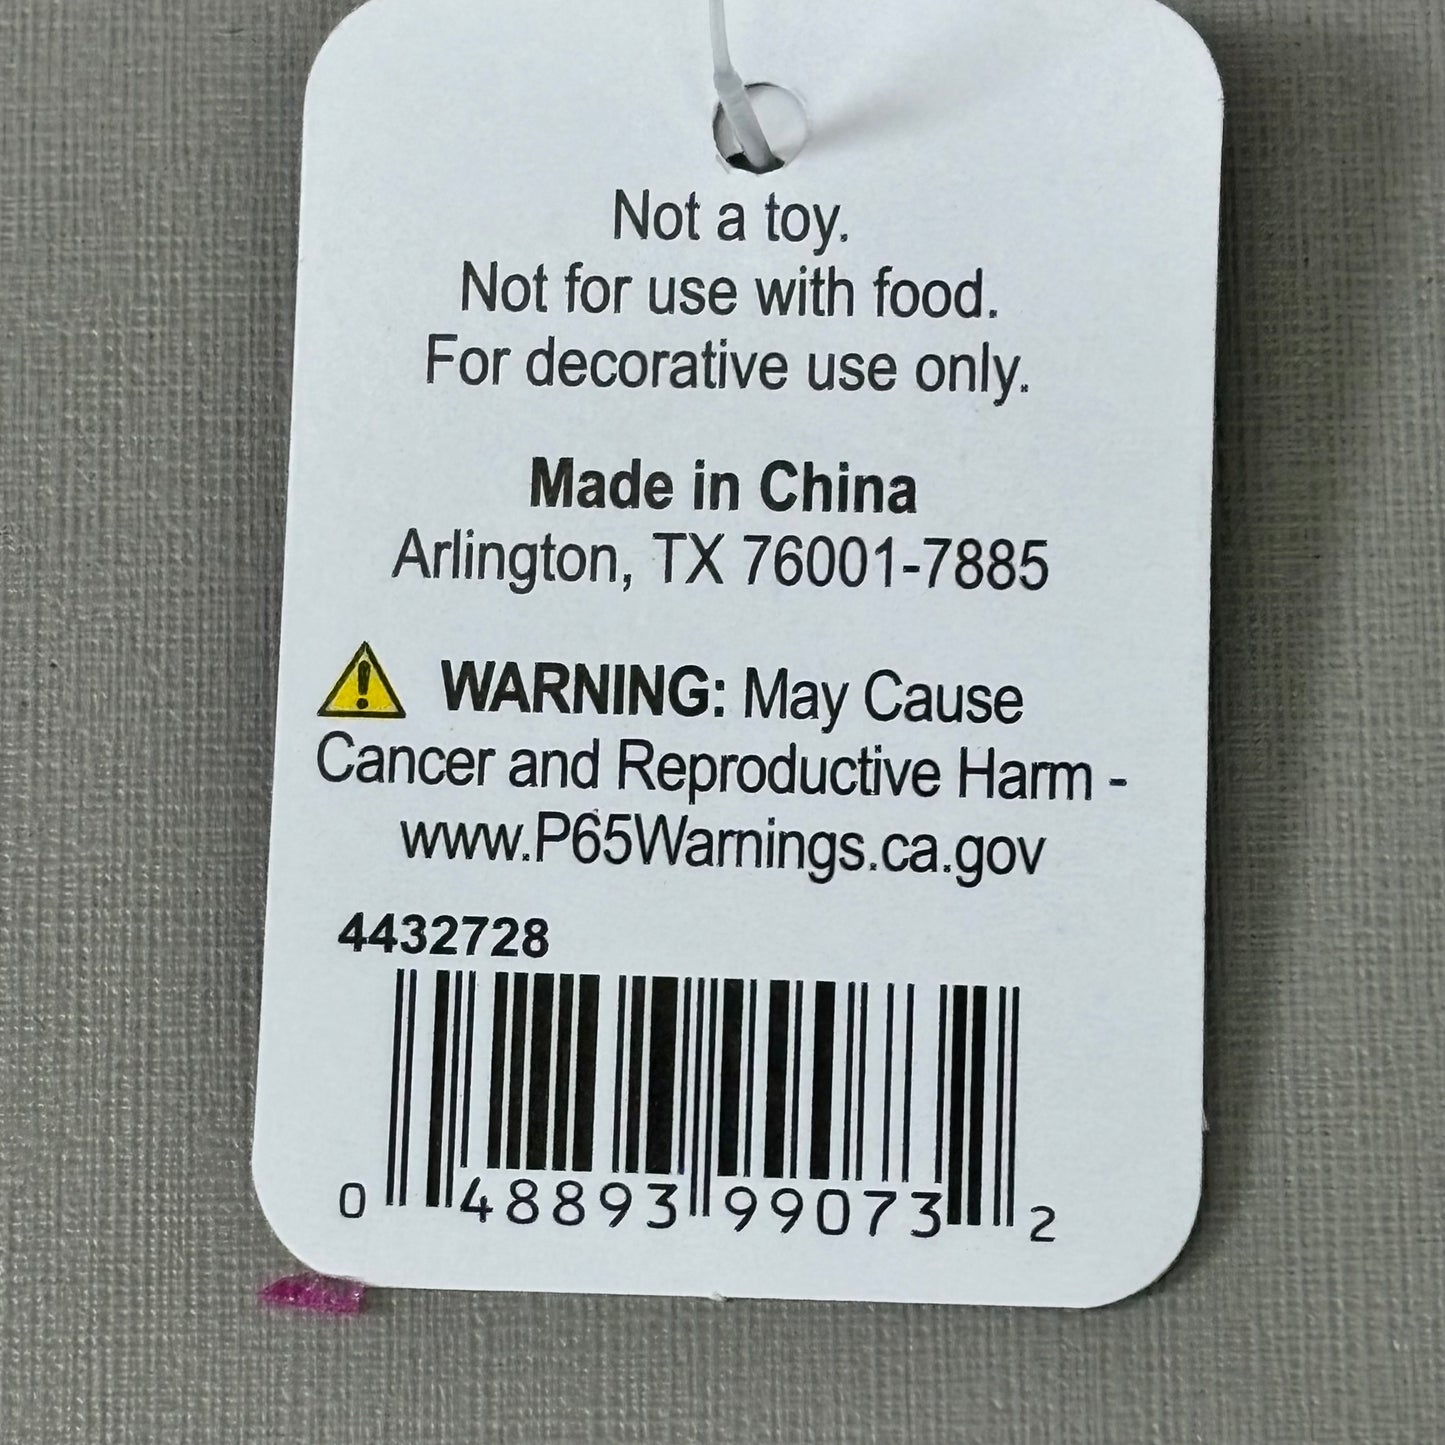 Not a toy.
Not for use with food.
For decorative use only.
Made in China
Arlington, TX 76001-7885
WARNING: May Cause
Cancer and Reproductive Harm -
www.P65Warnings.ca.gov
4432728
0 48893 99073 2